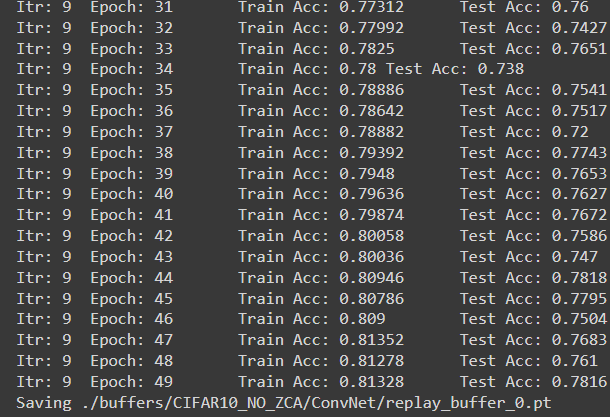 Itr: 9 Epoch: 31 Train Acc: 0.77312 Test Acc: 0.76
Itr: 9 Epoch: 32 Train Acc: 0.77992 Test Acc: 0.7427
Itr: 9 Epoch: 33 Train Acc: 0.7825 Test Acc: 0.7651
Itr: 9 Epoch: 34 Train Acc: 0.78 Test Acc: 0.738
Itr: 9 Epoch: 35 Train Acc: 0.78886 Test Acc: 0.7541
Itr: 9 Epoch: 36 Train Acc: 0.78642 Test Acc: 0.7517
Itr: 9 Epoch: 37 Train Acc: 0.78882 Test Acc: 0.72
Itr: 9 Epoch: 38 Train Acc: 0.79392 Test Acc: 0.7743
Itr: 9 Epoch: 39 Train Acc: 0.7948 Test Acc: 0.7653
Itr: 9 Epoch: 40 Train Acc: 0.79636 Test Acc: 0.7627
Itr: 9 Epoch: 41 Train Acc: 0.79874 Test Acc: 0.7672
Itr: 9 Epoch: 42 Train Acc: 0.80058 Test Acc: 0.7586
Itr: 9 Epoch: 43 Train Acc: 0.80036 Test Acc: 0.747
Itr: 9 Epoch: 44 Train Acc: 0.80946 Test Acc: 0.7818
Itr: 9 Epoch: 45 Train Acc: 0.80786 Test Acc: 0.7795
Itr: 9 Epoch: 46 Train Acc: 0.809 Test Acc: 0.7504
Itr: 9 Epoch: 47 Train Acc: 0.81352 Test Acc: 0.7683
Itr: 9 Epoch: 48 Train Acc: 0.81278 Test Acc: 0.761
Itr: 9 Epoch: 49 Train Acc: 0.81328 Test Acc: 0.7816
Saving ./buffers/CIFAR10_NO_ZCA/ConvNet/replay_buffer_0.pt